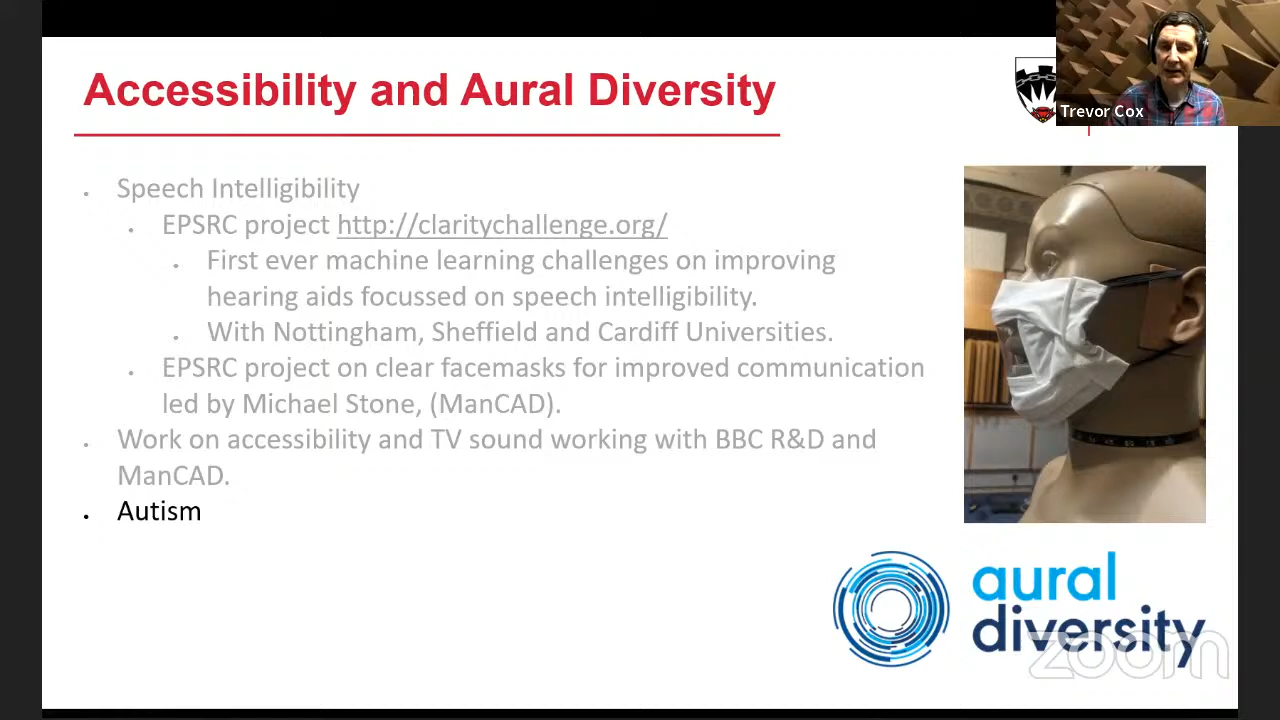 Accessibility and Aural Diversity
Trevor Cox
Speech Intelligibility
EPSRC project http://claritychallenge.org/
First ever machine learning challenges on improving
hearing aids focussed on speech intelligibility.
With Nottingham, Sheffield and Cardiff Universities.
EPSRC project on clear facemasks for improved communication
led by Michael Stone, (ManCAD).
Work on accessibility and TV sound working with BBC R&D and
ManCAD.
Autism
aural
diversity
zoom